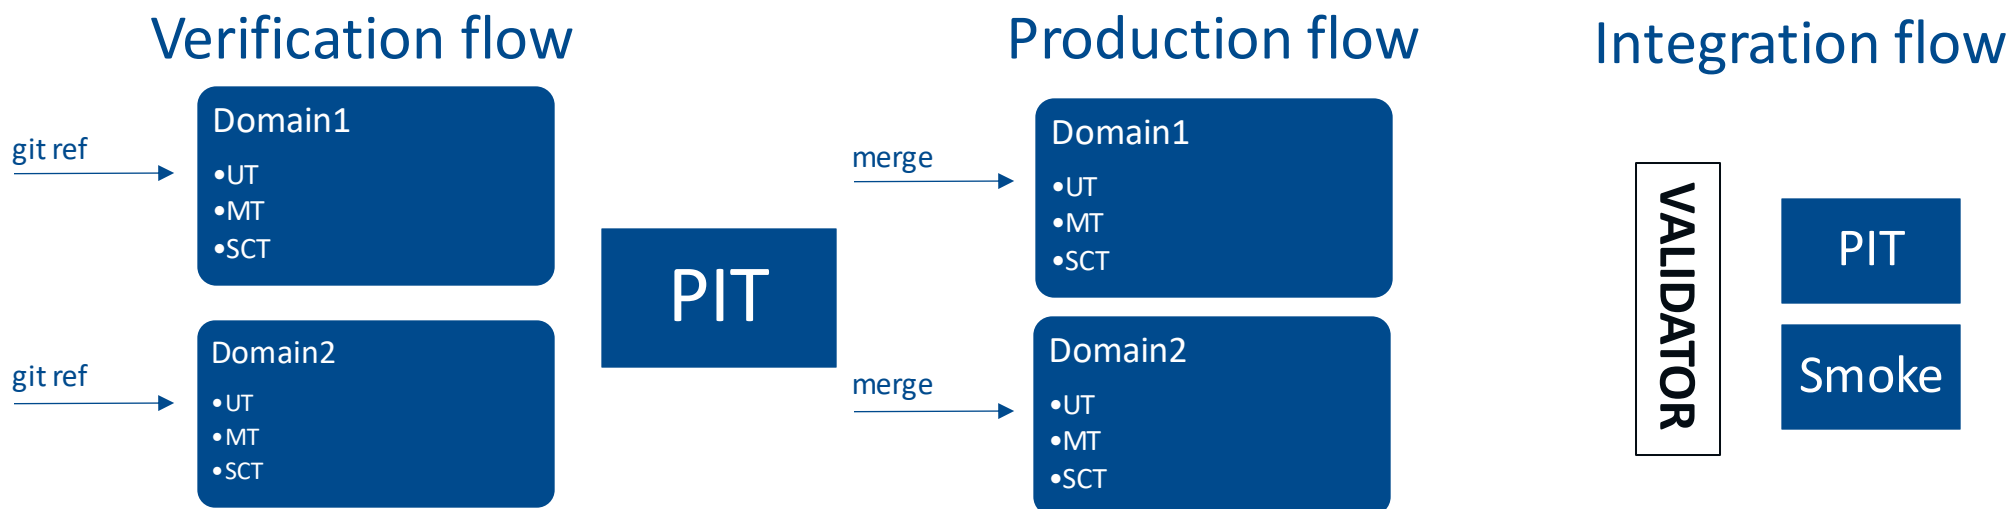 Verification flow
git ref
Domain1
•UT
•MT
•SCT
git ref
Domain2
•UT
•MT
•SCT
PIT
Production flow
merge
Domain1
•UT
•MT
•SCT
merge
Domain2
•UT
•MT
•SCT
Integration flow
VALIDATOR
PIT
Smoke